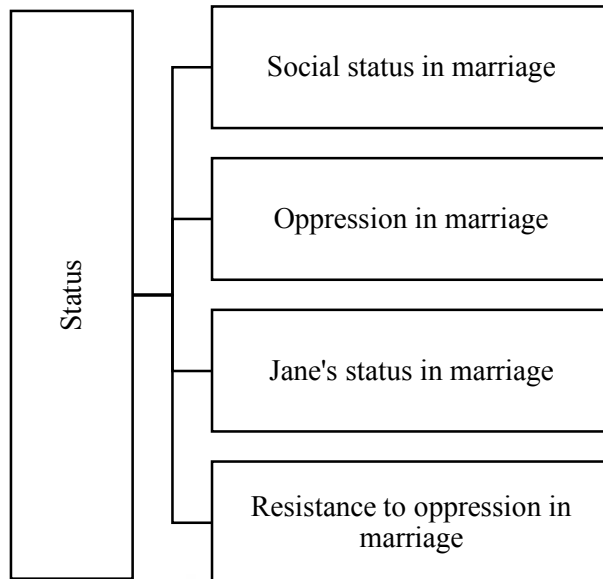 Status
Social status in marriage
Oppression in marriage
Jane's status in marriage
Resistance to oppression in
marriage